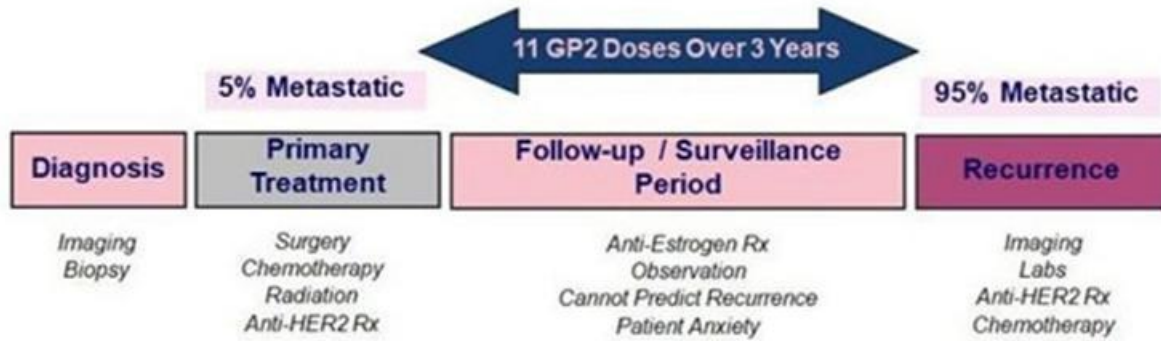 11 GP2 Doses Over 3 Years
5% Metastatic
95% Metastatic
Diagnosis
Primary
Treatment
Follow-up / Surveillance
Period
Recurrence
Imaging
Biopsy
Surgery
Chemotherapy
Radiation
Anti-HER2 Rx
Anti-Estrogen Rx
Observation
Cannot Predict Recurrence
Patient Anxiety
Imaging
Labs
Anti-HER2 Rx
Chemotherapy